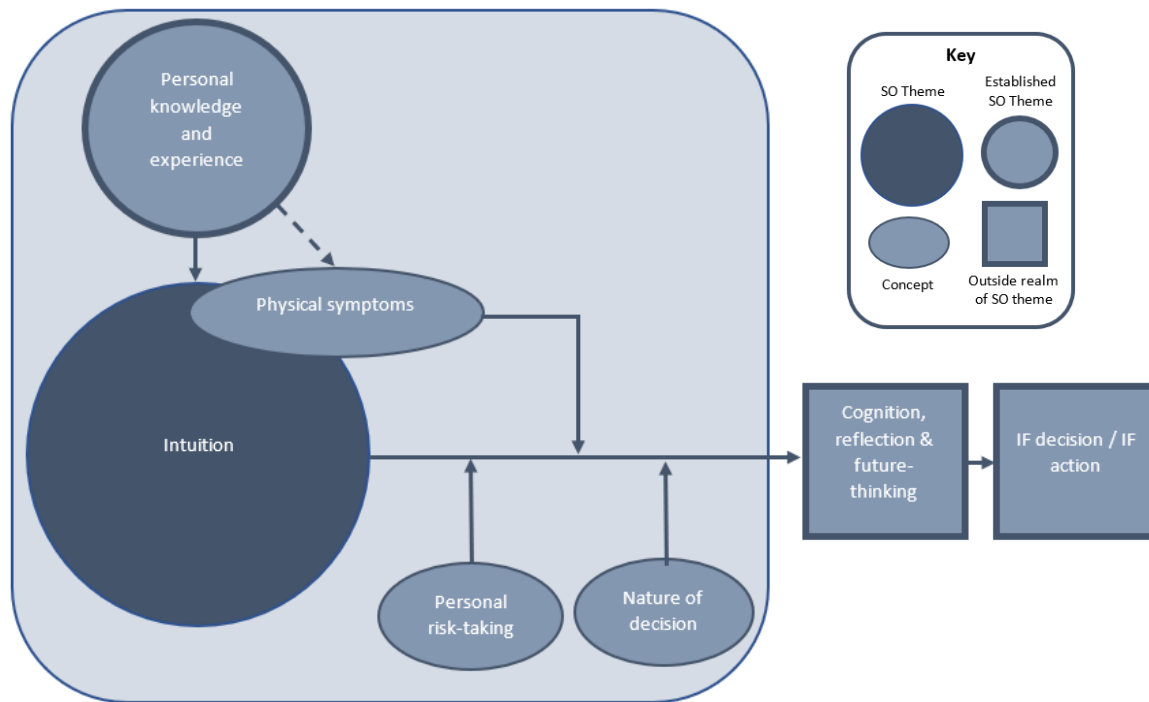 Personal
knowledge
and
experience
Physical symptoms
Intuition
Personal
risk-taking
Nature of
decision
Cognition,
reflection &
future-
thinking
IF decision / IF
action
Key
SO Theme
Established
SO Theme
Concept
Outside realm
of SO theme